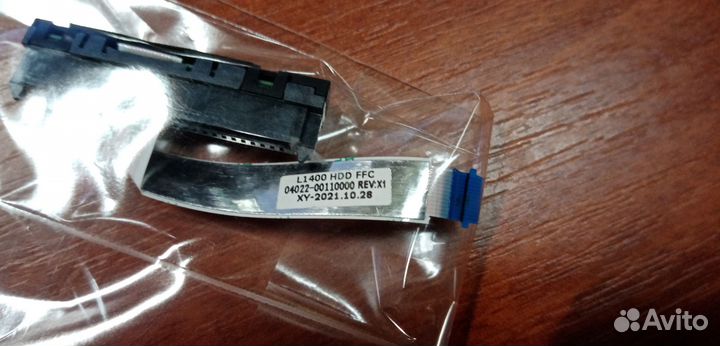 L1400 HDD FFC
04022-00110000 REV:X1
XY-2021.10.28
Avito